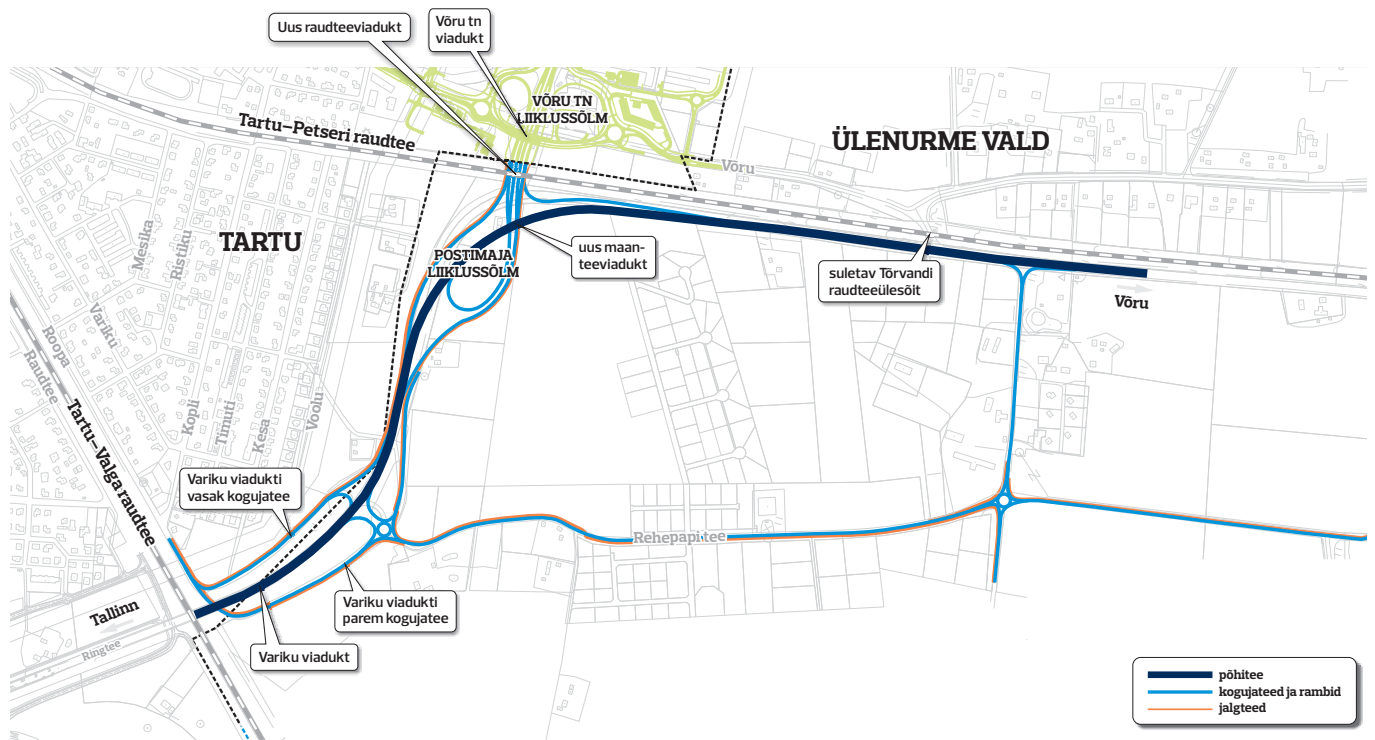 Uus raudteeviadukt
Võru tn
viadukt
VÕRU TN
LIIKLUSSÕLM
Tartu–Petseri raudtee
ÜLENURME VALD
Võru
TARTU
Mesika
Ristiku
POSTIMAJA
LIIKLUSSÕLM
uus maan-
teeviadukt
suletav Tõrvandi
raudteeülesõit
Võru
Variku
Roopa
Raudtee
Kopli
Timuti
Kesa
Voolu
Tartu–Valga raudtee
Variku viadukti
vasak kogujatee
Rehepapi tee
Tallinn
Ringtee
Variku viadukti
parem kogujatee
Variku viadukt
põhitee
kogujateed ja rambid
jalgteed